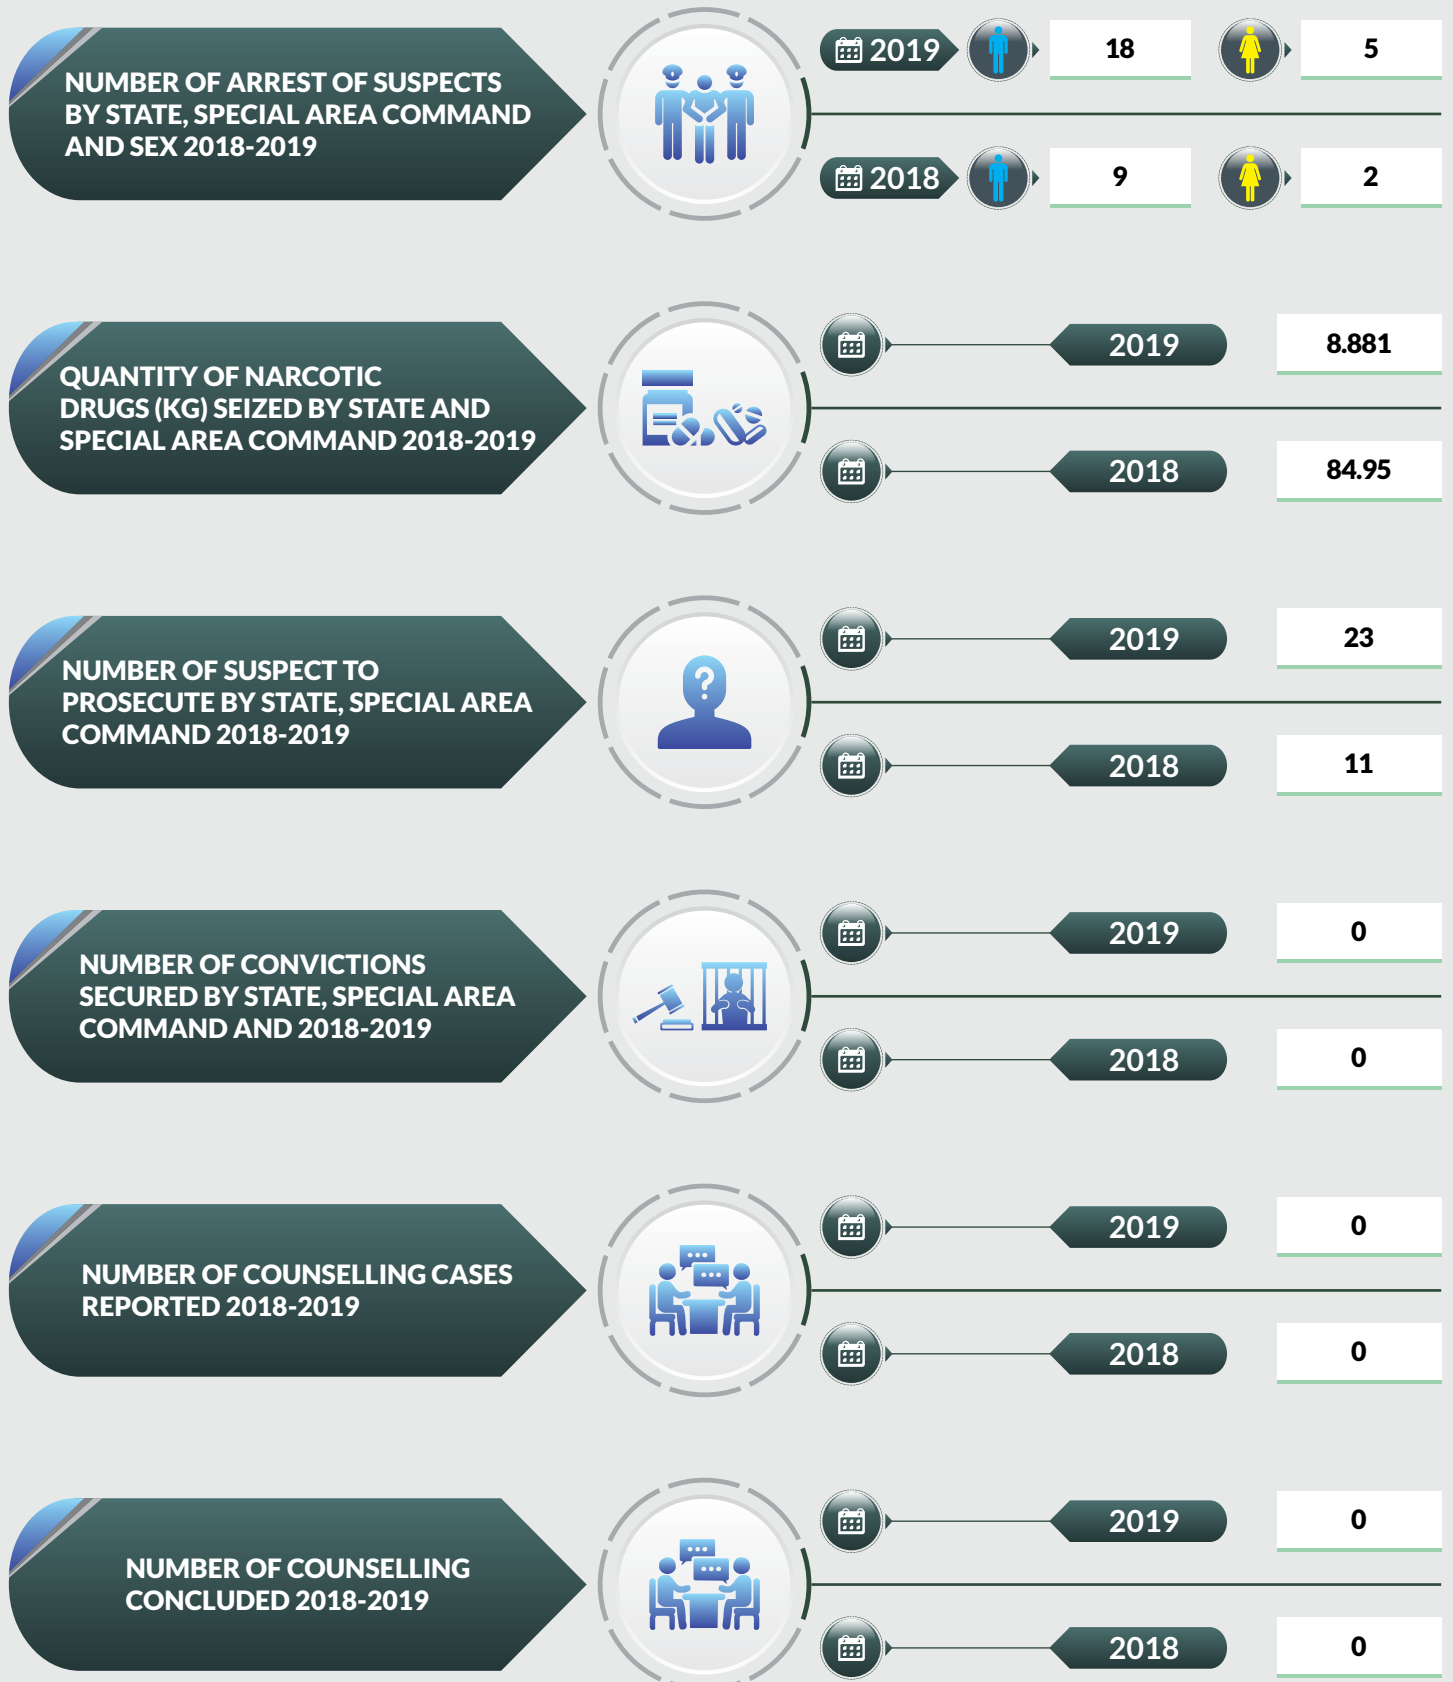 NUMBER OF ARREST OF SUSPECTS
BY STATE, SPECIAL AREA COMMAND
AND SEX 2018-2019
2019
18
5
2018
9
2
QUANTITY OF NARCOTIC
DRUGS (KG) SEIZED BY STATE AND
SPECIAL AREA COMMAND 2018-2019
2019
8.881
2018
84.95
NUMBER OF SUSPECT TO
PROSECUTE BY STATE, SPECIAL AREA
COMMAND 2018-2019
?
2019
23
2018
11
NUMBER OF CONVICTIONS
SECURED BY STATE, SPECIAL AREA
COMMAND AND 2018-2019
2019
0
2018
0
NUMBER OF COUNSELLING CASES
REPORTED 2018-2019
2019
0
2018
0
NUMBER OF COUNSELLING
CONCLUDED 2018-2019
2019
0
2018
0